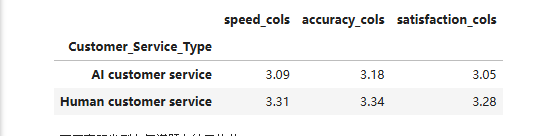 speed_cols accuracy_cols satisfaction_cols
Customer_Service_Type
AI customer service 3.09 3.18 3.05
Human customer service 3.31 3.34 3.28